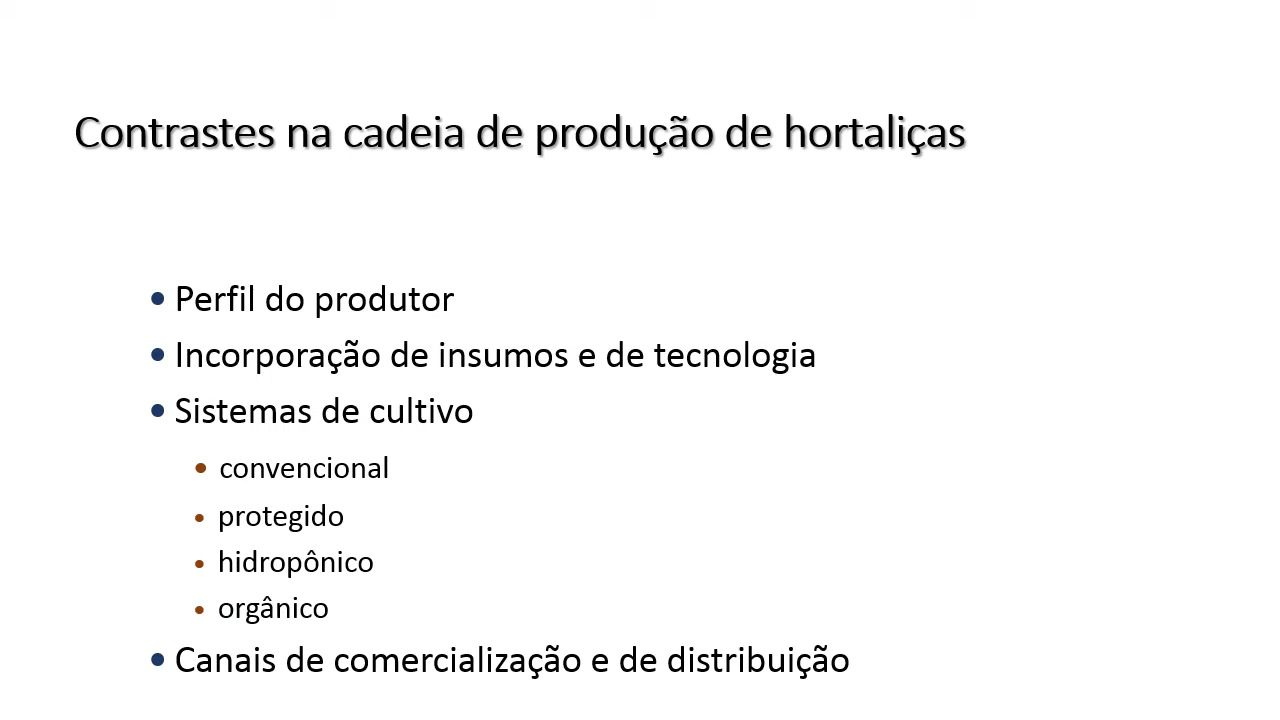 Contrastes na cadeia de produção de hortaliças
• Perfil do produtor
• Incorporação de insumos e de tecnologia
• Sistemas de cultivo
• convencional
• protegido
• hidropônico
• orgânico
• Canais de comercialização e de distribuição